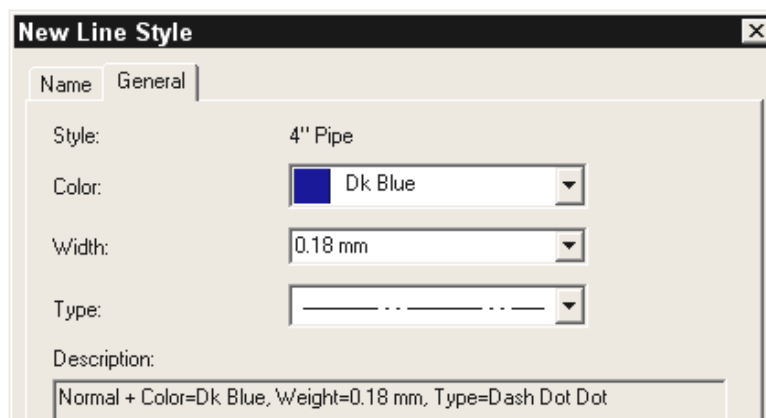 New Line Style
Name General
Style: 4" Pipe
Color: Dk Blue
Width: 0.18 mm
Type:
Description:
Normal + Color=Dk Blue, Weight=0.18 mm, Type=Dash Dot Dot